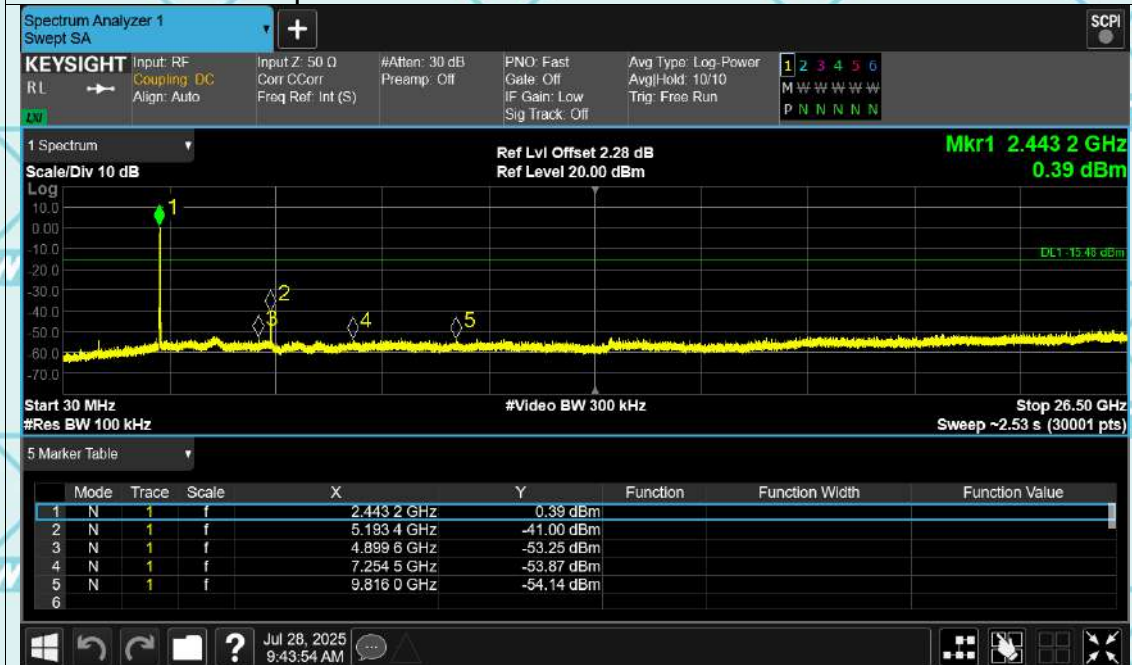 Spectrum Analyzer 1
Swept SA
+
SCPI
KEYSIGHT
RL
LXI
Input: RF
Coupling: DC
Align: Auto
Input Z: 50 Ω
Corr CCorr
Freq Ref: Int (S)
#Atten: 30 dB
Preamp: Off
PNO: Fast
Gate: Off
IF Gain: Low
Sig Track: Off
Avg Type: Log-Power
Avg|Hold: 10/10
Trig: Free Run
1 2 3 4 5 6
M W W W W W
P N N N N N
1 Spectrum
Scale/Div 10 dB
Ref Lvl Offset 2.28 dB
Ref Level 20.00 dBm
Mkr1 2.443 2 GHz
0.39 dBm
Log
10.0
0.00
-10.0
-20.0
-30.0
-40.0
-50.0
-60.0
-70.0
1
2
3
4
5
DL1 -15.48 dBm
Start 30 MHz
#Res BW 100 kHz
#Video BW 300 kHz
Stop 26.50 GHz
Sweep ~2.53 s (30001 pts)
5 Marker Table
Mode Trace Scale X Y Function Function Width Function Value
1 N 1 f 2.443 2 GHz 0.39 dBm
2 N 1 f 5.193 4 GHz -41.00 dBm
3 N 1 f 4.899 6 GHz -53.25 dBm
4 N 1 f 7.254 5 GHz -53.87 dBm
5 N 1 f 9.816 0 GHz -54.14 dBm
6
?
Jul 28, 2025
9:43:54 AM